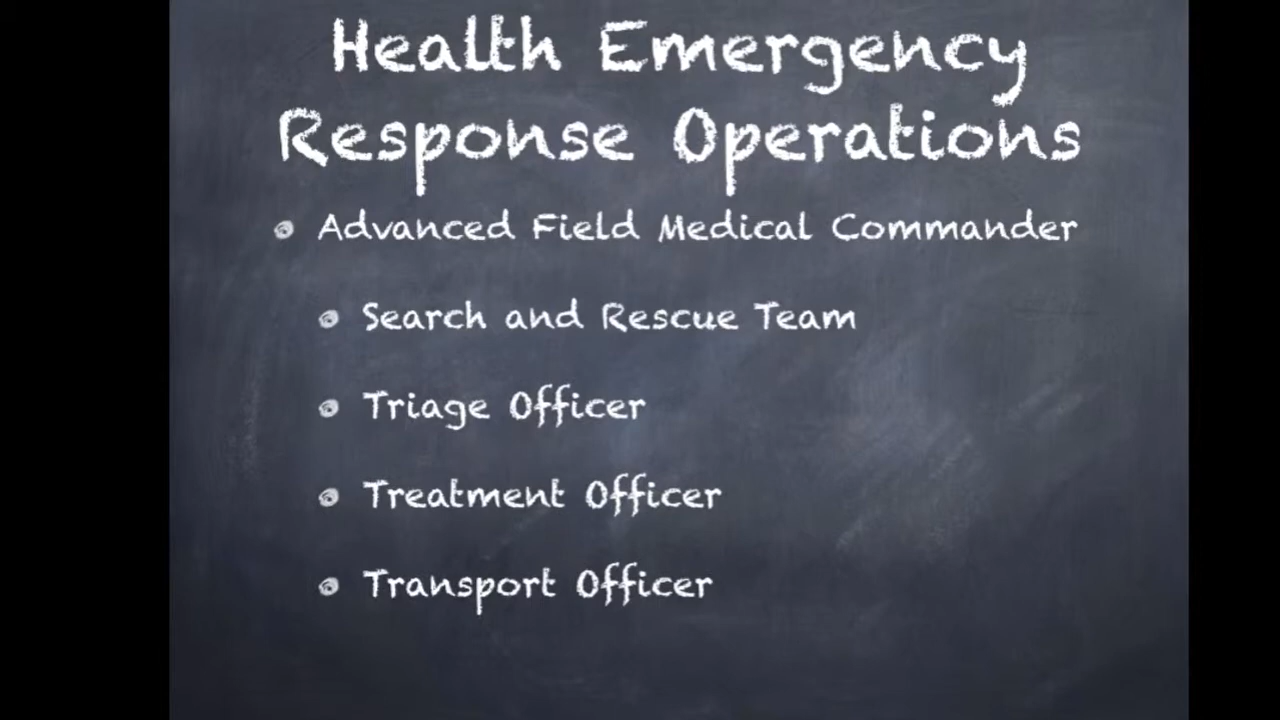 Health Emergency
Response Operations
Advanced Field Medical Commander
Search and Rescue Team
Triage Officer
Treatment Officer
Transport Officer